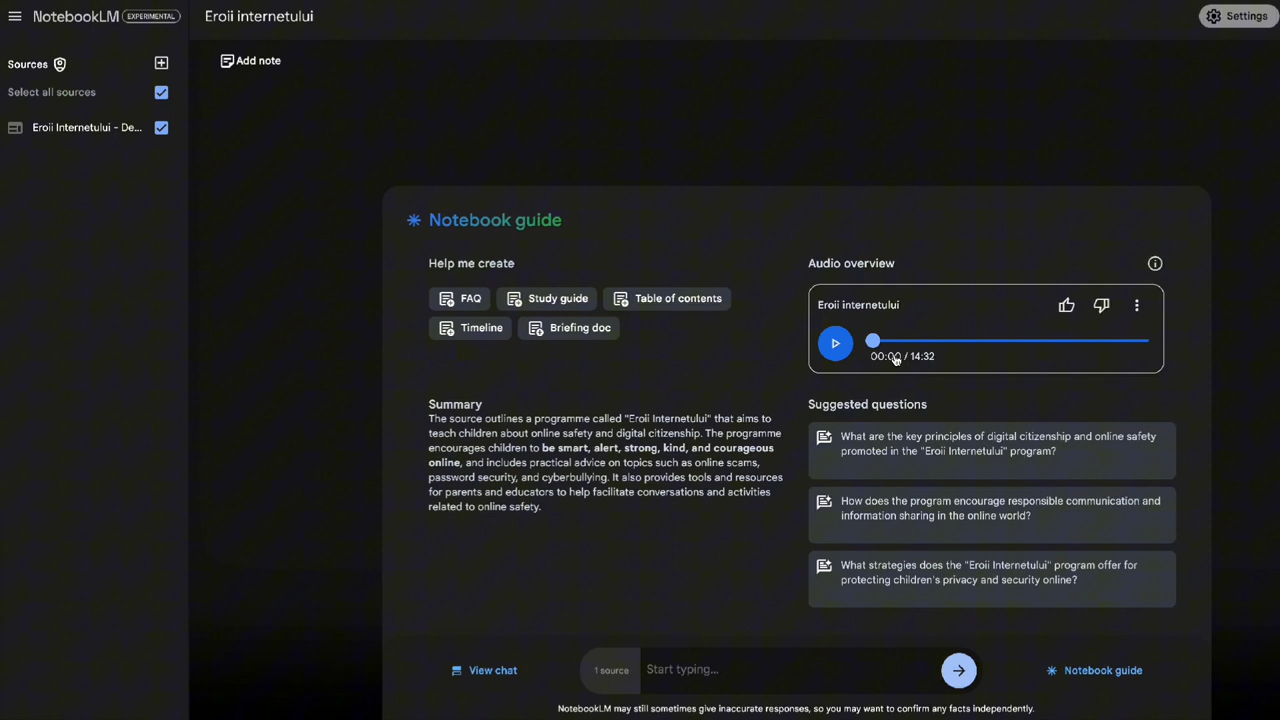 NotebookLM EXPERIMENTAL
Eroii internetului
Settings
Sources
Select all sources
Eroii Internetului - De...
Add note
Notebook guide
Help me create
FAQ
Study guide
Table of contents
Timeline
Briefing doc
Summary
The source outlines a programme called "Eroii Internetului" that aims to
teach children about online safety and digital citizenship. The programme
encourages children to be smart, alert, strong, kind, and courageous
online, and includes practical advice on topics such as online scams,
password security, and cyberbullying. It also provides tools and resources
for parents and educators to help facilitate conversations and activities
related to online safety.
Audio overview
Eroii internetului
00:00 / 14:32
Suggested questions
What are the key principles of digital citizenship and online safety
promoted in the "Eroii Internetului" program?
How does the program encourage responsible communication and
information sharing in the online world?
What strategies does the "Eroii Internetului" program offer for
protecting children's privacy and security online?
View chat
1 source
Start typing...
Notebook guide
NotebookLM may still sometimes give inaccurate responses, so you may want to confirm any facts independently.